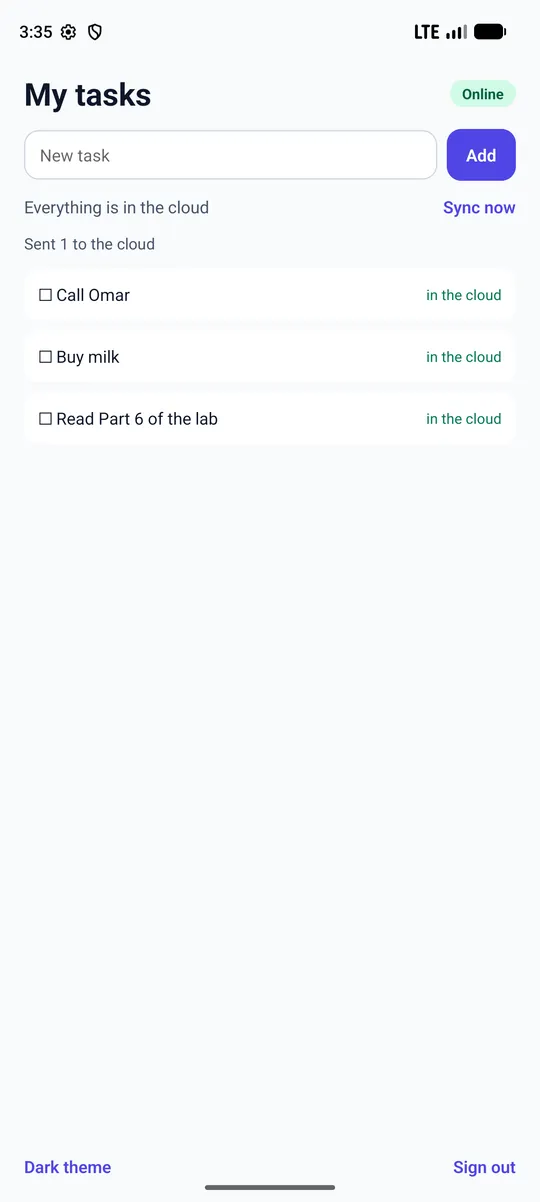 3:35 LTE
My tasks Online
New task Add
Everything is in the cloud Sync now
Sent 1 to the cloud
☐ Call Omar in the cloud
☐ Buy milk in the cloud
☐ Read Part 6 of the lab in the cloud
Dark theme Sign out